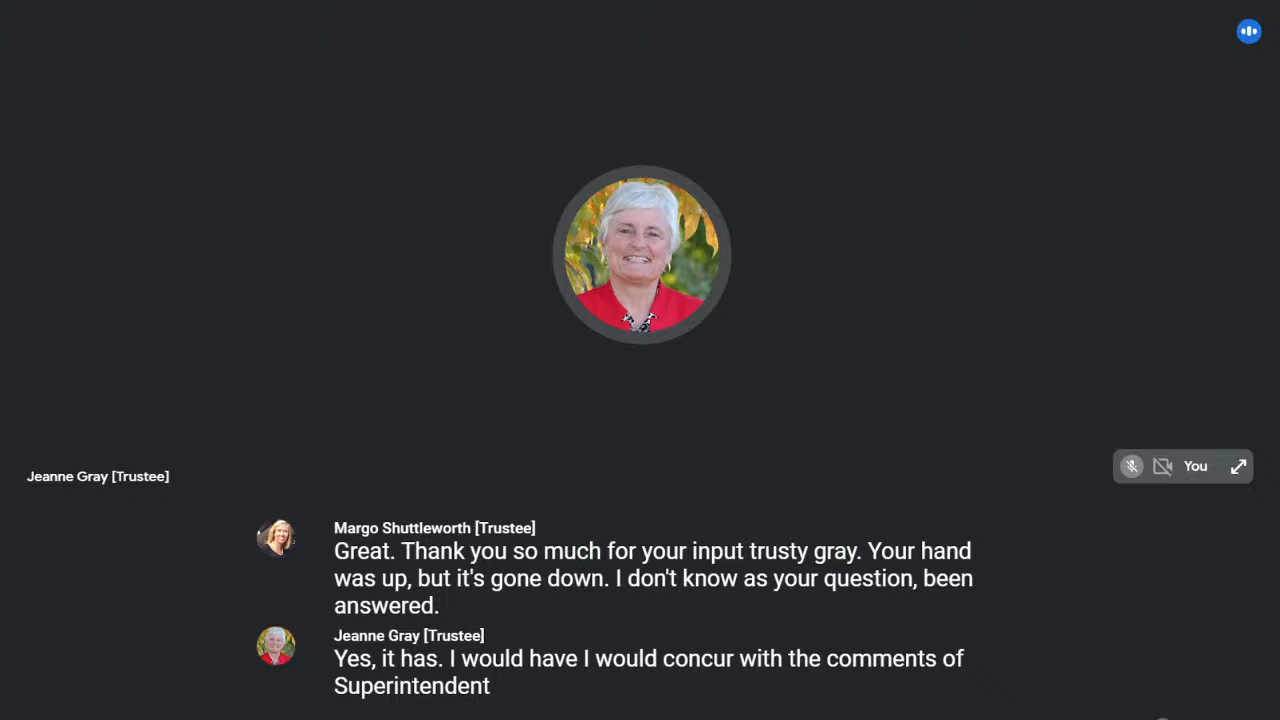 Jeanne Gray [Trustee]
You
Margo Shuttleworth [Trustee]
Great. Thank you so much for your input trusty gray. Your hand
was up, but it's gone down. I don't know as your question, been
answered.
Jeanne Gray [Trustee]
Yes, it has. I would have I would concur with the comments of
Superintendent